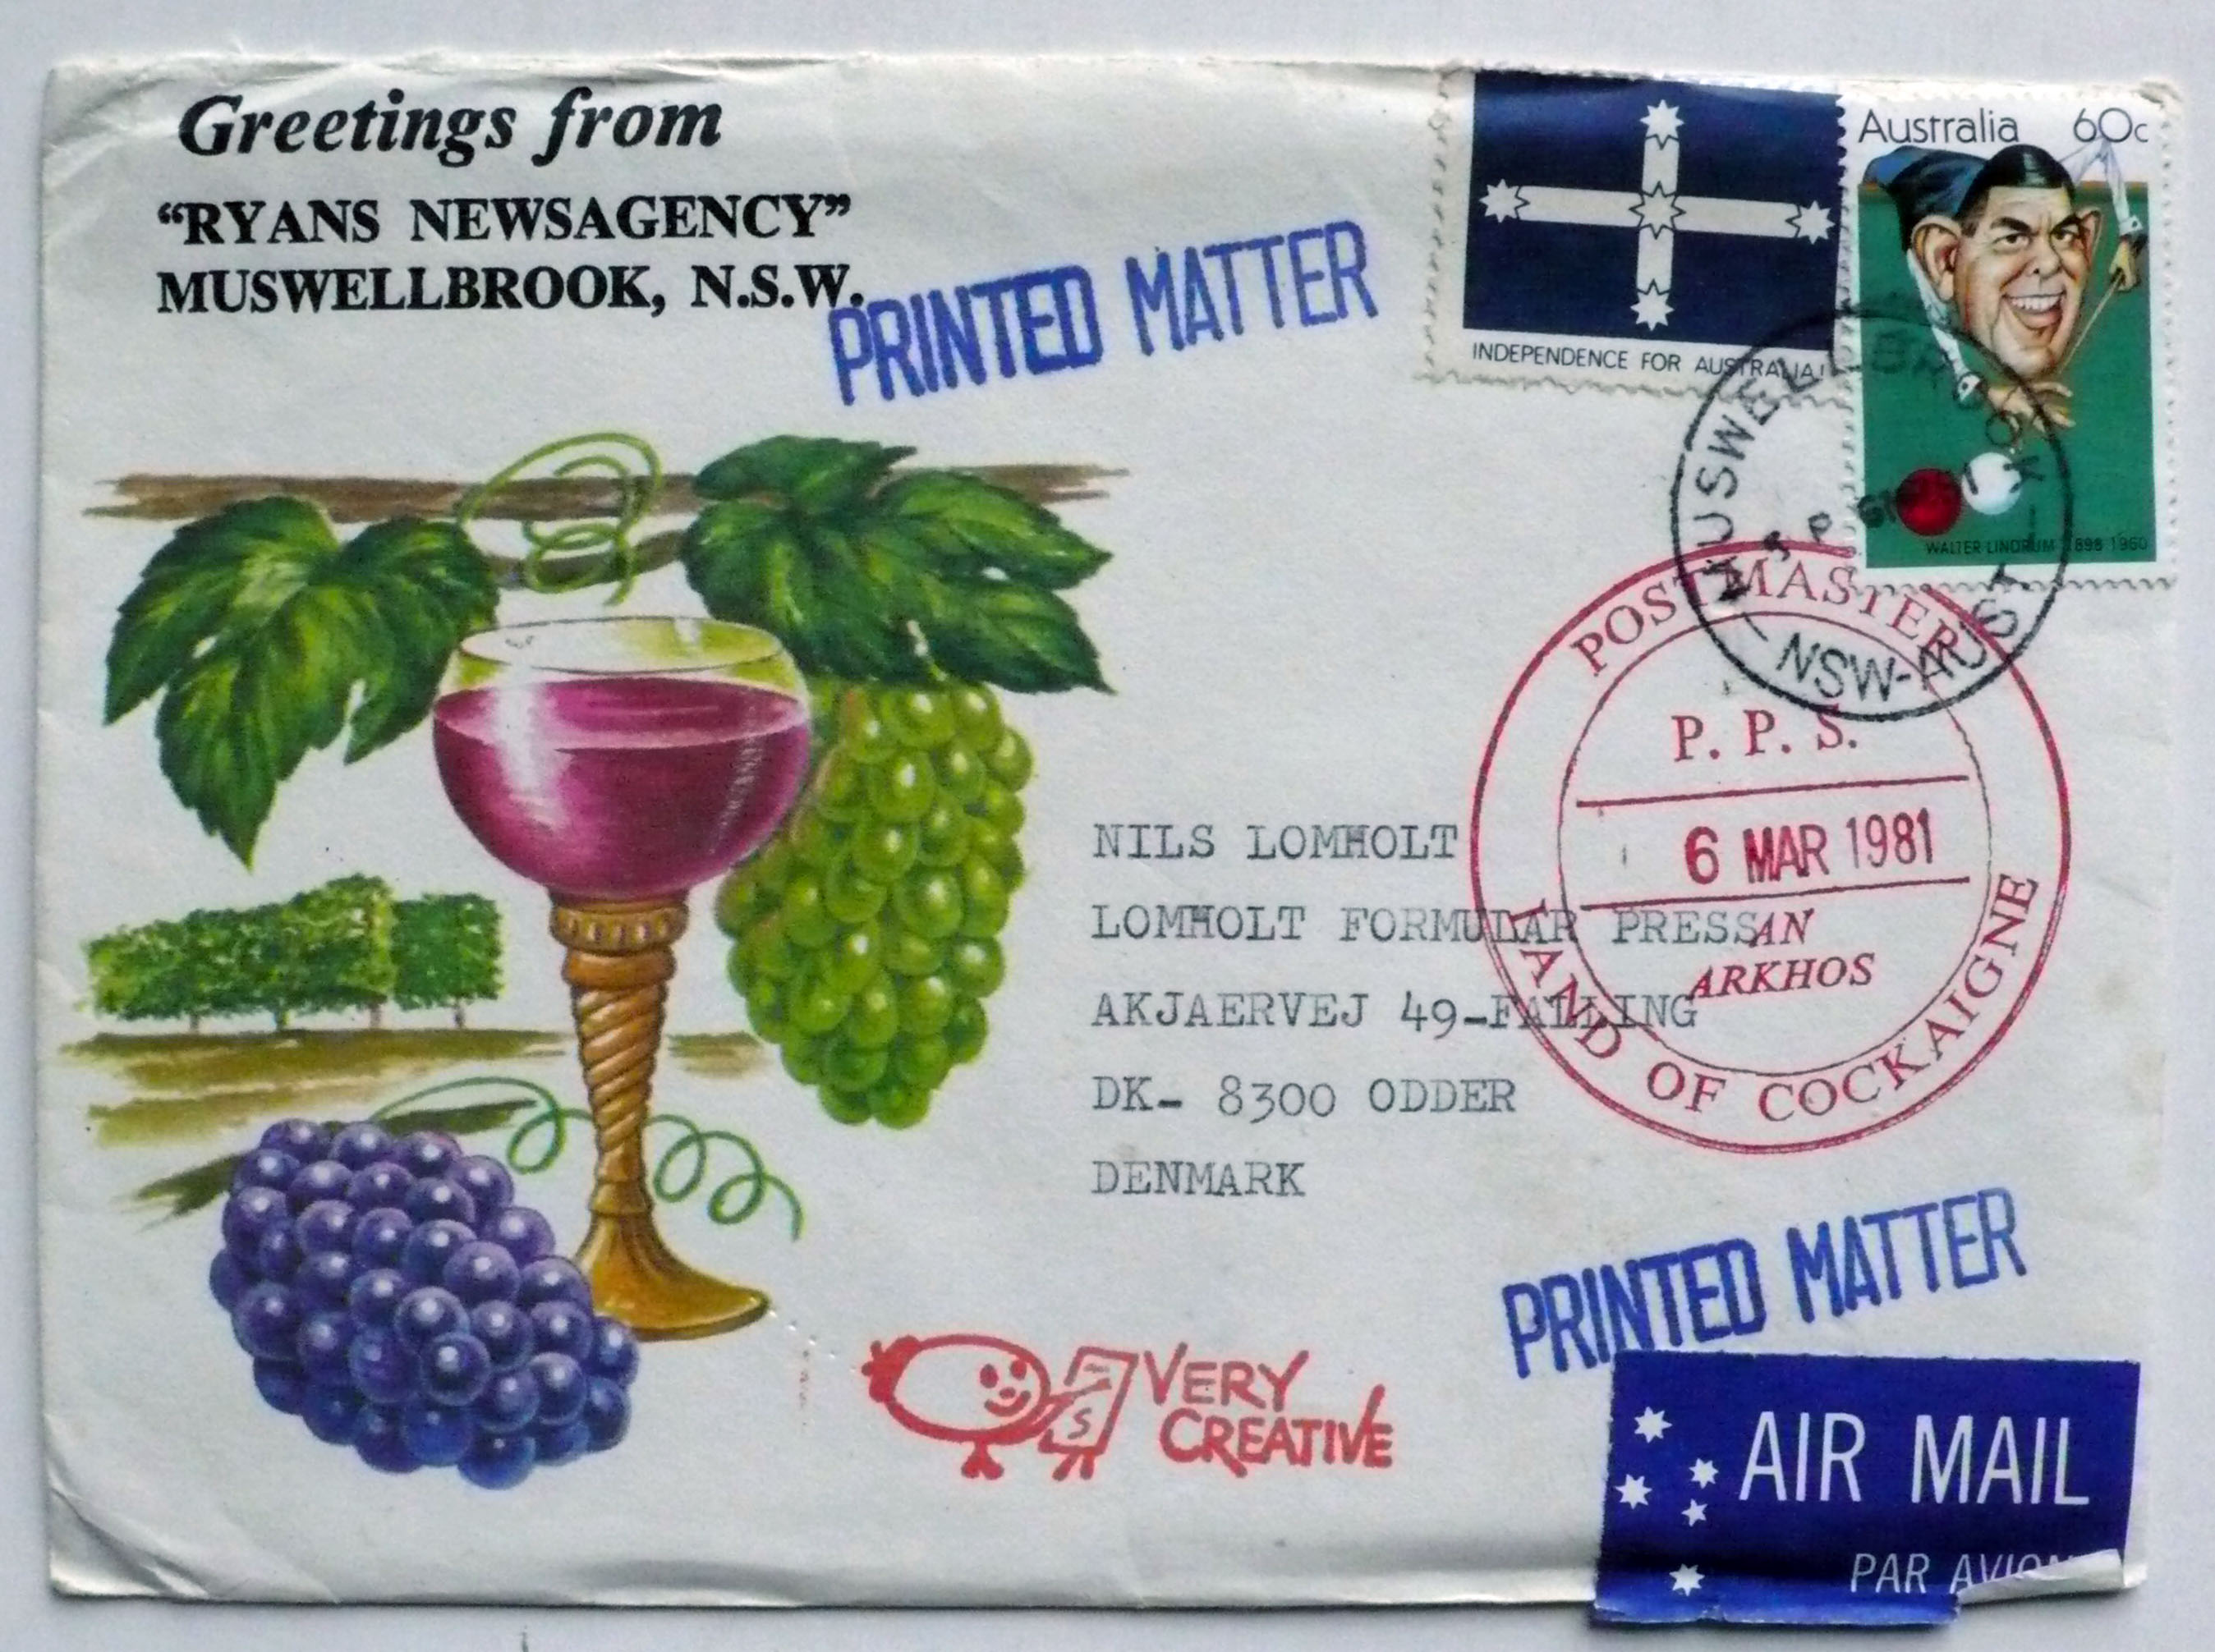 Greetings from
“RYANS NEWSAGENCY”
MUSWELLBROOK, N.S.W.
PRINTED MATTER
INDEPENDENCE FOR AUSTRALIA!
Australia 60c
WALTER LINDRUM 1898 1960
MUSWELLBROOK
NSW-AUST
POSTMASTER
P. P. S.
6 MAR 1981
AN
ARKHOS
LAND OF COCKAIGNE
NILS LOMHOLT
LOMHOLT FORMULAR PRESS
AKJAERVEJ 49-FALLING
DK- 8300 ODDER
DENMARK
PRINTED MATTER
VERY
CREATIVE
S
AIR MAIL
PAR AVION